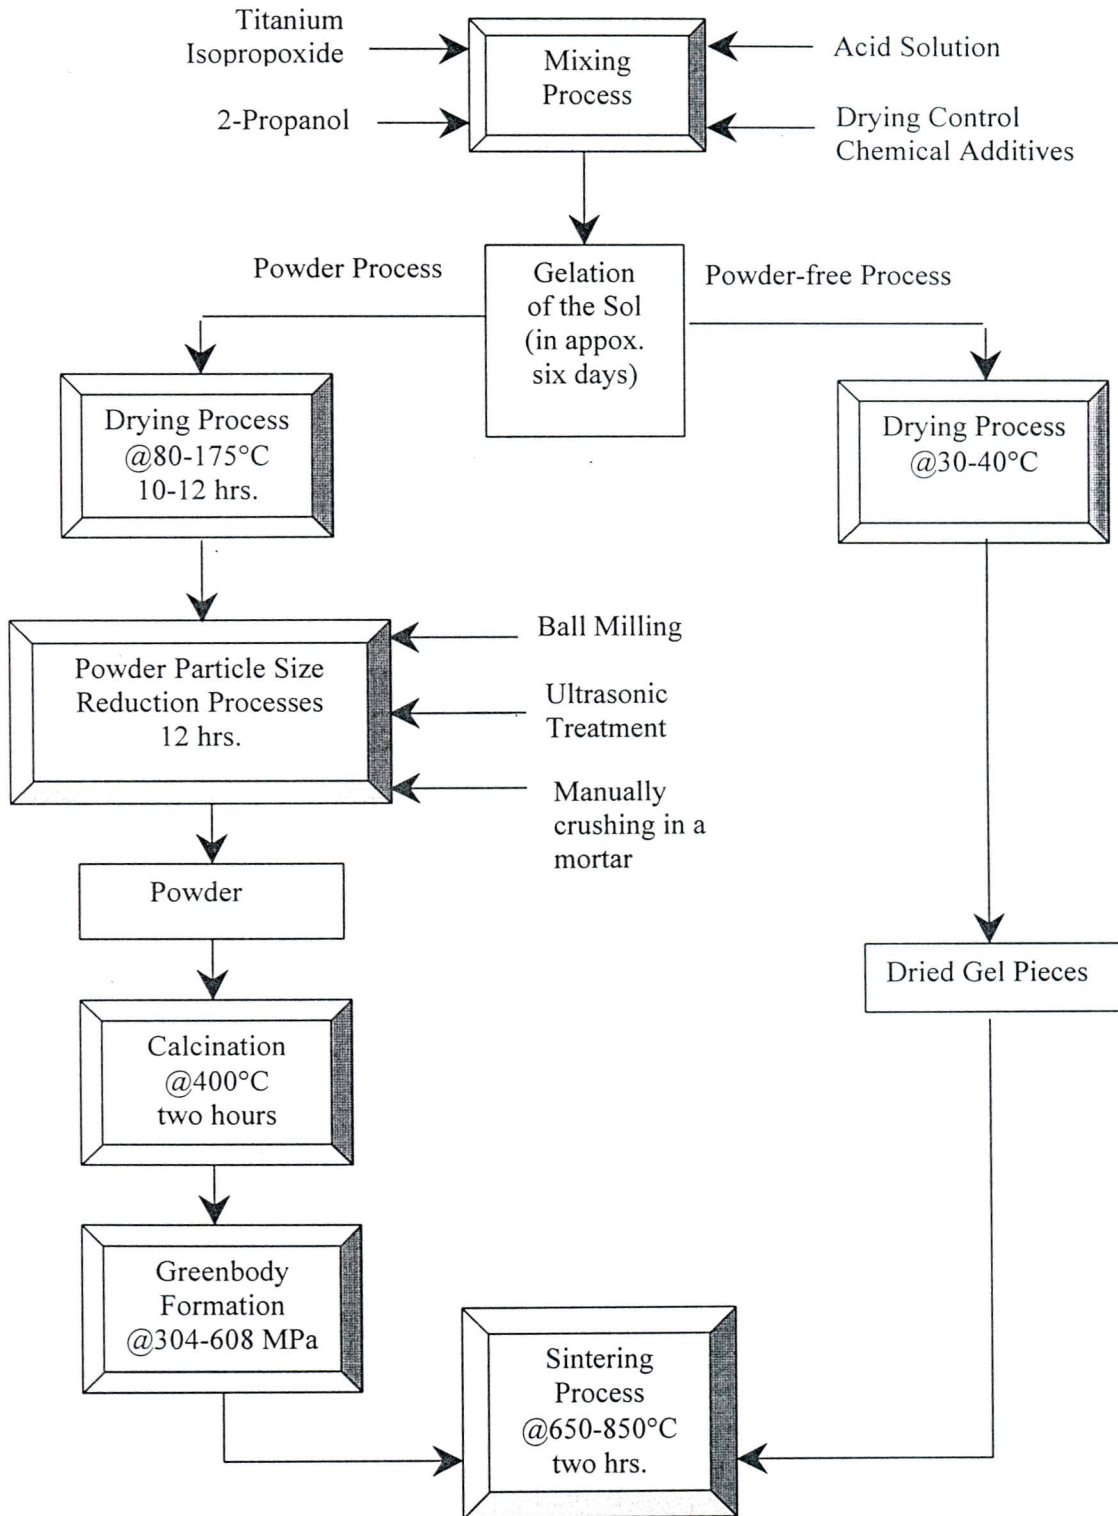 Titanium
Isopropoxide
2-Propanol
Mixing
Process
Acid Solution
Drying Control
Chemical Additives
Powder Process
Gelation
of the Sol
(in appox.
six days)
Powder-free Process
Drying Process
@80-175°C
10-12 hrs.
Drying Process
@30-40°C
Powder Particle Size
Reduction Processes
12 hrs.
Ball Milling
Ultrasonic
Treatment
Manually
crushing in a
mortar
Powder
Dried Gel Pieces
Calcination
@400°C
two hours
Greenbody
Formation
@304-608 MPa
Sintering
Process
@650-850°C
two hrs.